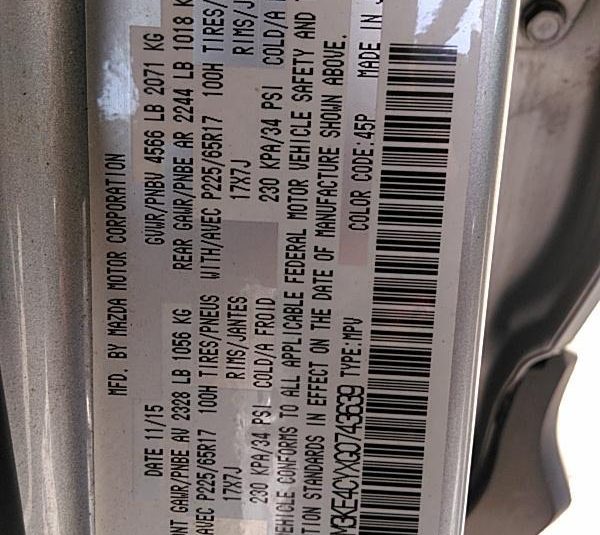 MFD. BY MAZDA MOTOR CORPORATION
DATE 11/15 GVWR/PNBV 4566 LB 2071 KG
NT GAWR/PNBE AV 2328 LB 1056 KG REAR GAWR/PNBE AR 2244 LB 1018 K
AVEC P225/65R17 100H TIRES/PNEUS WITH/AVEC P225/65R17 100H TIRES/
17X7J RIMS/JANTES 17X7J RIMS/J
230 KPA/34 PSI COLD/A FROID 230 KPA/34 PSI COLD/A
VEHICLE CONFORMS TO ALL APPLICABLE FEDERAL MOTOR VEHICLE SAFETY AND
TION STANDARDS IN EFFECT ON THE DATE OF MANUFACTURE SHOWN ABOVE.
M3KE4CYXG0743639 TYPE: MPV COLOR CODE: 45P MADE IN J